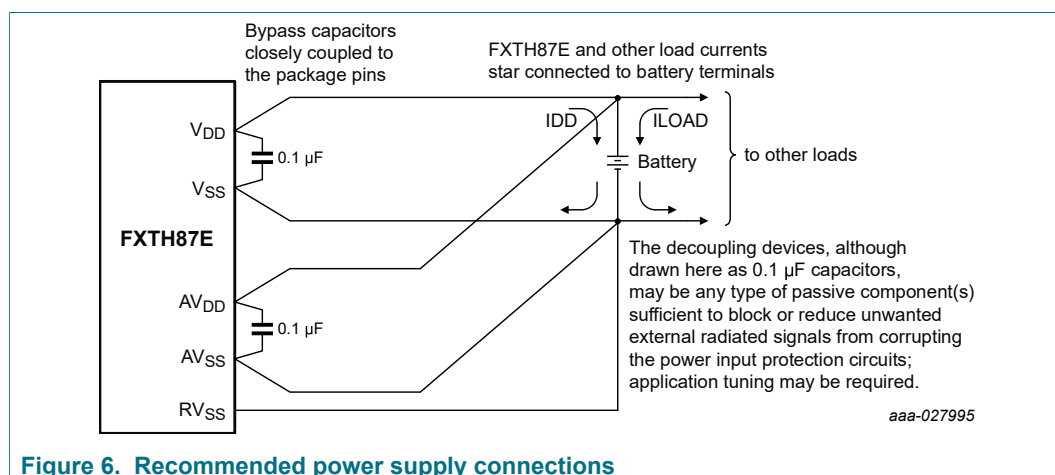 Bypass capacitors
closely coupled to
the package pins
FXTH87E and other load currents
star connected to battery terminals
VDD
0.1 µF
VSS
FXTH87E
AVDD
0.1 µF
AVSS
RVSS
IDD
ILOAD
Battery
to other loads
The decoupling devices, although
drawn here as 0.1 µF capacitors,
may be any type of passive component(s)
sufficient to block or reduce unwanted
external radiated signals from corrupting
the power input protection circuits;
application tuning may be required.
aaa-027995
Figure 6. Recommended power supply connections